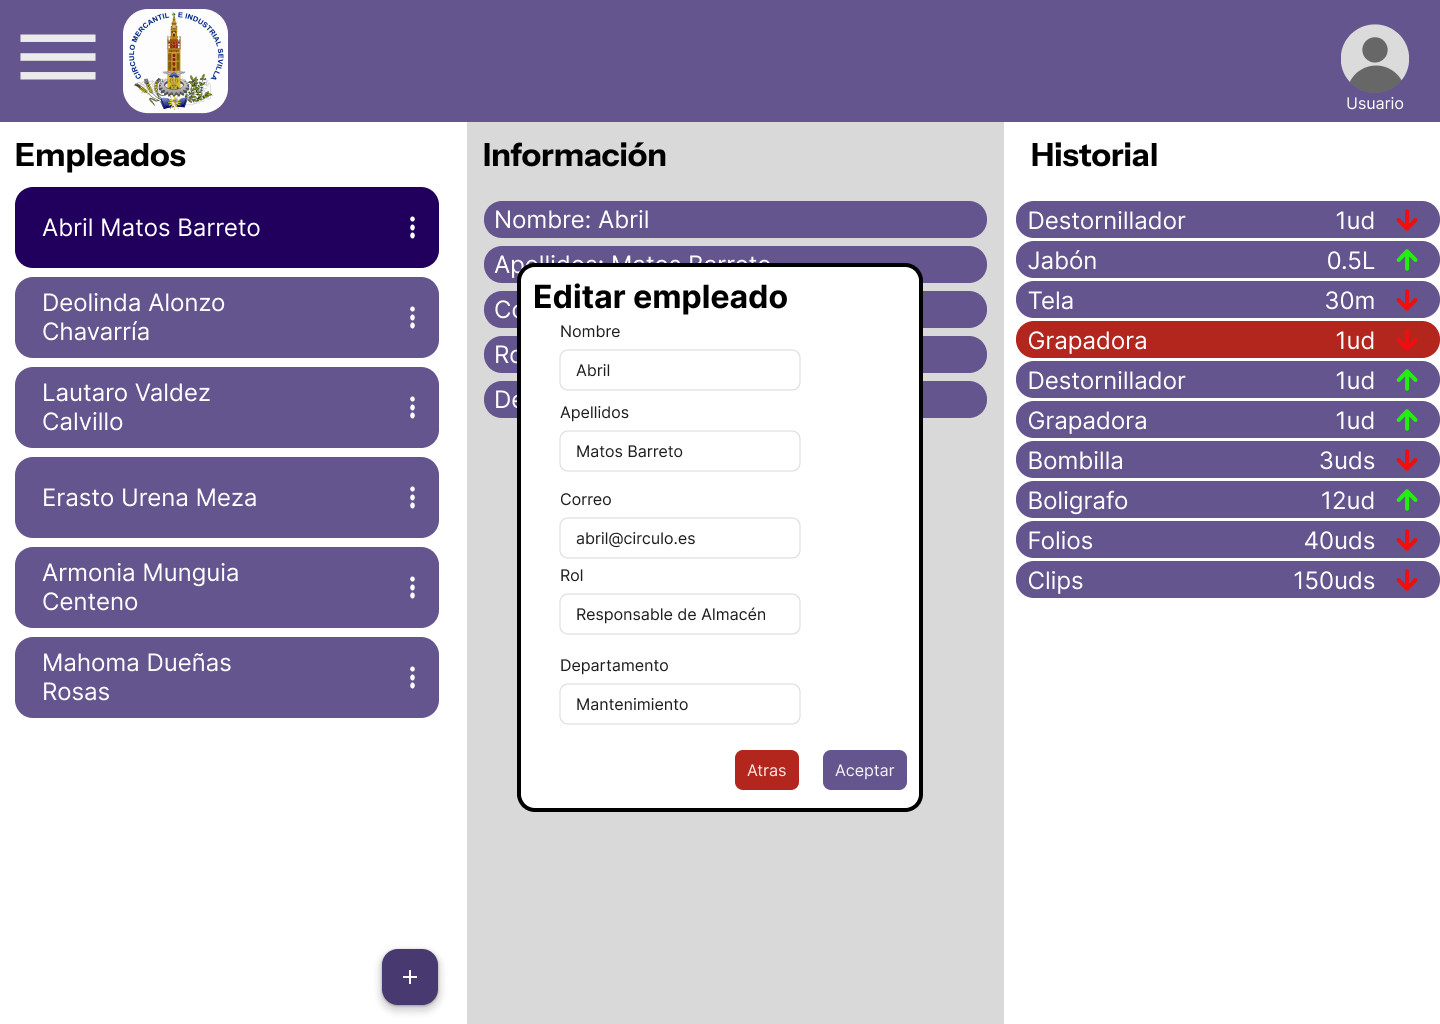 CIRCULO MERCANTIL E INDUSTRIAL SEVILLA
Usuario
Empleados
Abril Matos Barreto
Deolinda Alonzo
Chavarría
Lautaro Valdez
Calvillo
Erasto Urena Meza
Armonia Munguia
Centeno
Mahoma Dueñas
Rosas
+
Información
Nombre: Abril
Apellidos: Matos Barreto
Editar empleado
Nombre
Abril
Apellidos
Matos Barreto
Correo
abril@circulo.es
Rol
Responsable de Almacén
Departamento
Mantenimiento
Atras
Aceptar
Historial
Destornillador 1ud
Jabón 0.5L
Tela 30m
Grapadora 1ud
Destornillador 1ud
Grapadora 1ud
Bombilla 3uds
Boligrafo 12ud
Folios 40uds
Clips 150uds